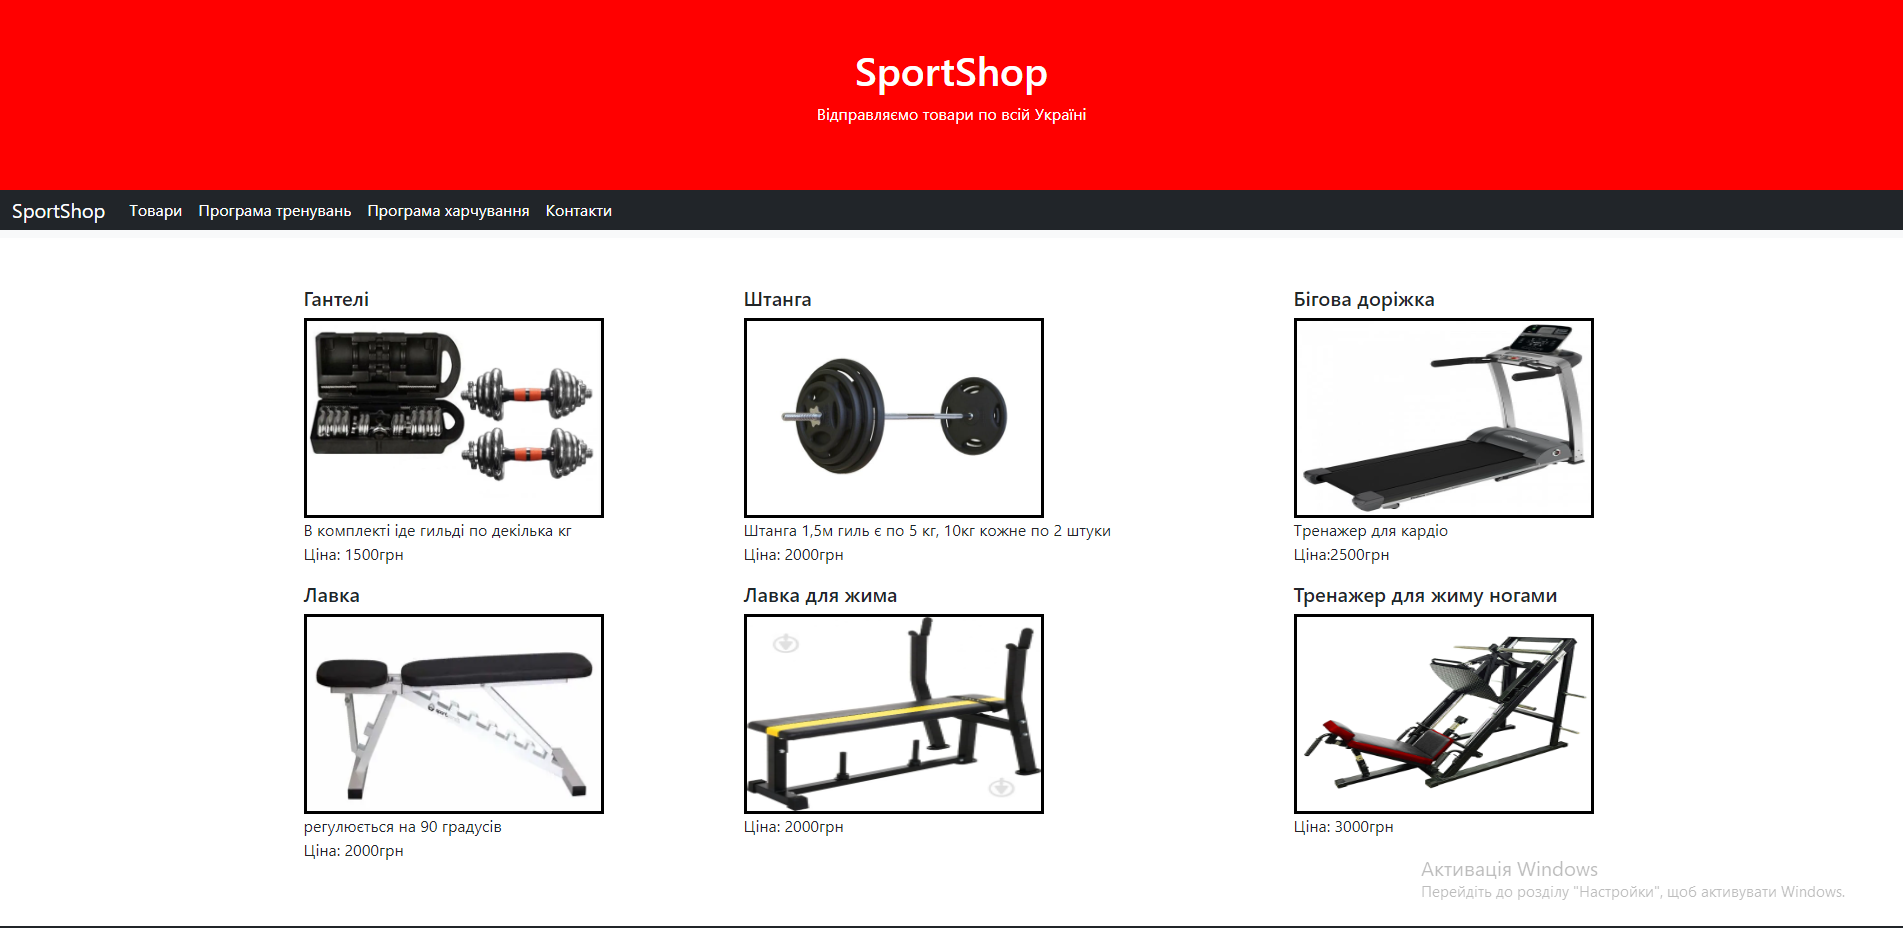 SportShop
Відправляємо товари по всій Україні
SportShop Товари Програма тренувань Програма харчування Контакти
Гантелі
В комплекті іде гильді по декілька кг
Ціна: 1500грн
Штанга
Штанга 1,5м гиль є по 5 кг, 10кг кожне по 2 штуки
Ціна: 2000грн
Бігова доріжка
Тренажер для кардіо
Ціна:2500грн
Лавка
регулюється на 90 градусів
Ціна: 2000грн
Лавка для жима
Ціна: 2000грн
Тренажер для жиму ногами
Ціна: 3000грн
Активація Windows
Перейдіть до розділу "Настройки", щоб активувати Windows.